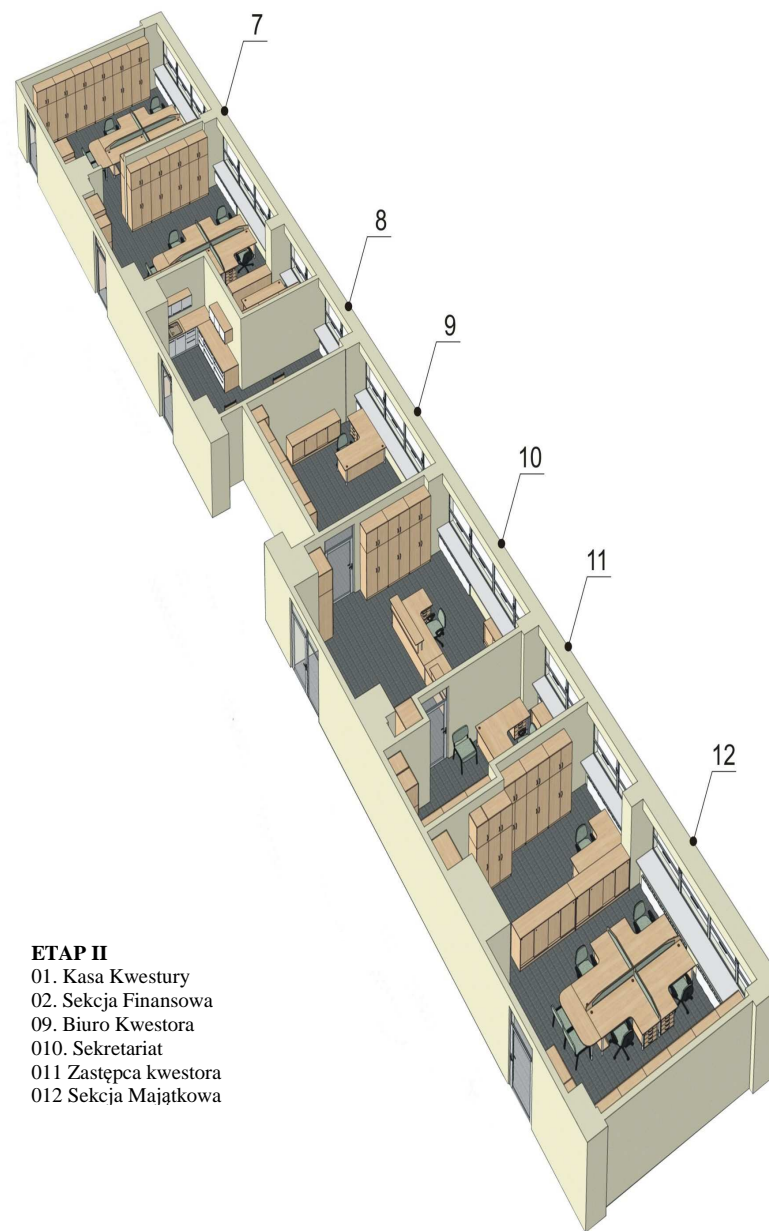 7
8
9
10
11
12
ETAP II
01. Kasa Kwestury
02. Sekcja Finansowa
09. Biuro Kwestora
010. Sekretariat
011 Zastępca kwestora
012 Sekcja Majątkowa